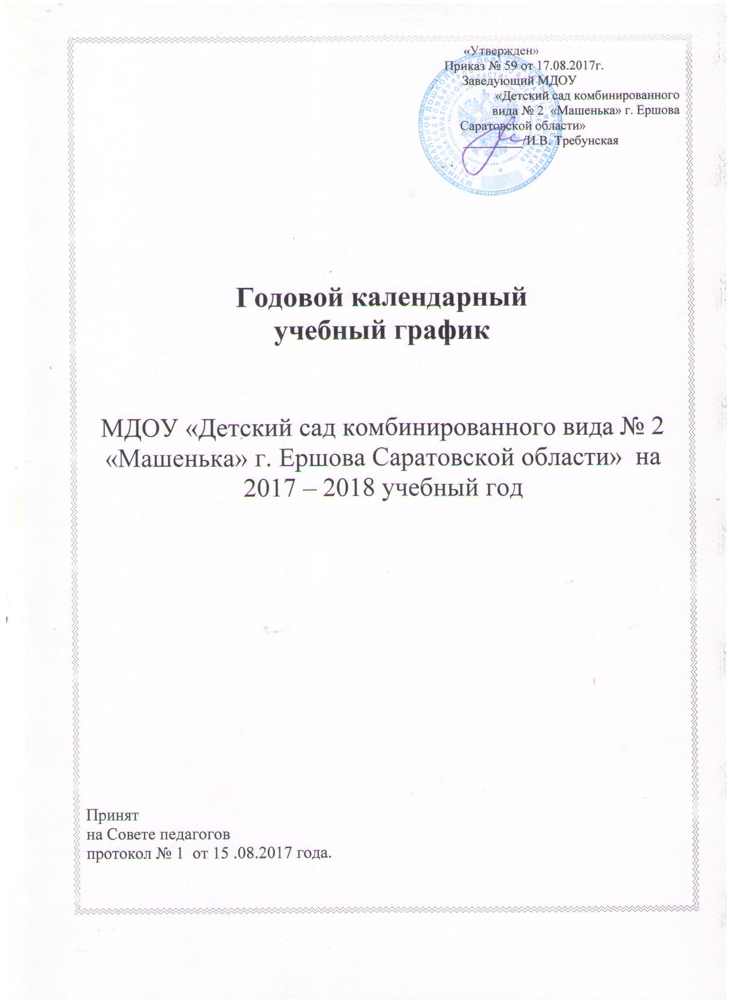 «Утвержден»
Приказ № 59 от 17.08.2017г.
Заведующий МДОУ
«Детский сад комбинированного
вида № 2 «Машенька» г. Ершова
Саратовской области»
_________/И.В. Требунская
Годовой календарный
учебный график
МДОУ «Детский сад комбинированного вида № 2
«Машенька» г. Ершова Саратовской области» на
2017 – 2018 учебный год
Принят
на Совете педагогов
протокол № 1 от 15 .08.2017 года.